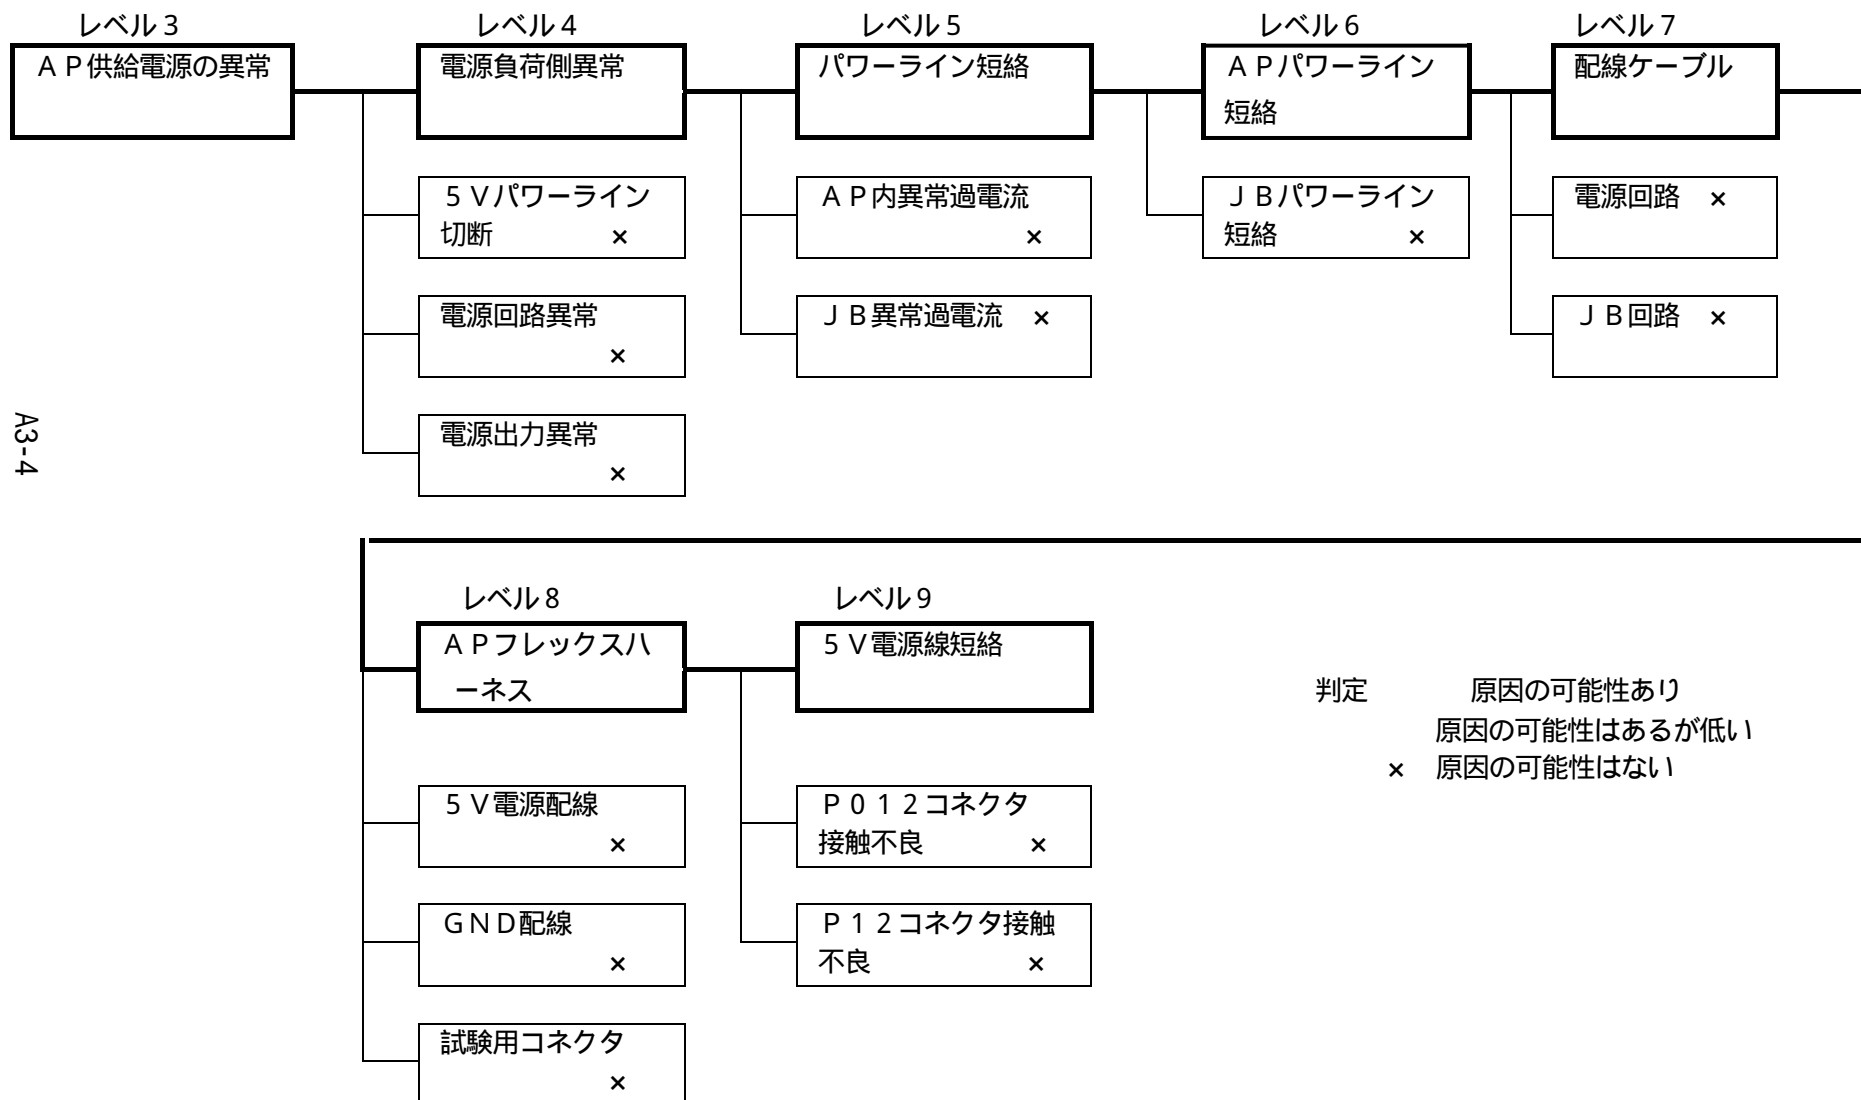 レベル3
レベル4
レベル5
レベル6
レベル7
ＡＰ供給電源の異常
電源負荷側異常
パワーライン短絡
ＡＰパワーライン
短絡
配線ケーブル
５Ｖパワーライン
切断 ×
ＡＰ内異常過電流
×
ＪＢパワーライン
短絡 ×
電源回路 ×
電源回路異常
×
ＪＢ異常過電流 ×
ＪＢ回路 ×
電源出力異常
×
A3-4
レベル8
レベル9
ＡＰフレックスハ
ーネス
５Ｖ電源線短絡
判定 原因の可能性あり
原因の可能性はあるが低い
× 原因の可能性はない
５Ｖ電源配線
×
Ｐ０１２コネクタ
接触不良 ×
ＧＮＤ配線
×
Ｐ１２コネクタ接触
不良 ×
試験用コネクタ
×